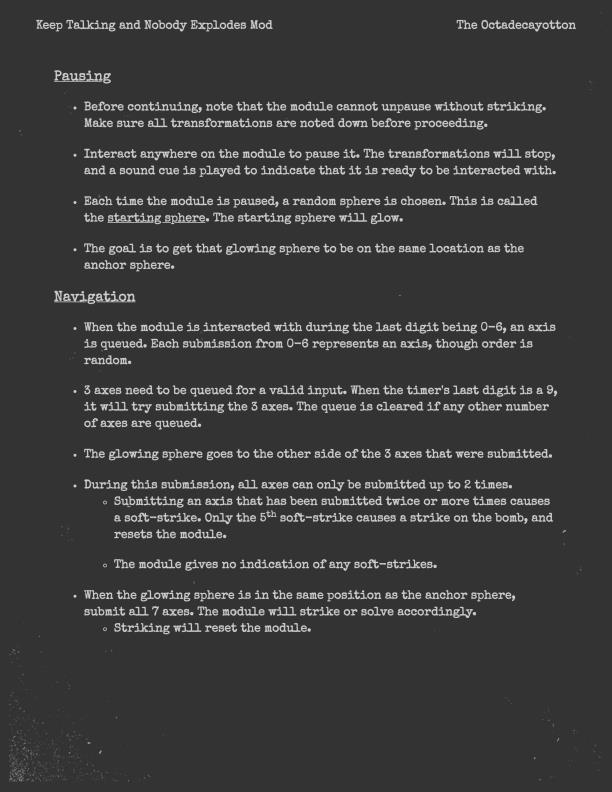 Keep Talking and Nobody Explodes Mod
The Octadecayotton
Pausing
• Before continuing, note that the module cannot unpause without striking.
Make sure all transformations are noted down before proceeding.
• Interact anywhere on the module to pause it. The transformations will stop,
and a sound cue is played to indicate that it is ready to be interacted with.
• Each time the module is paused, a random sphere is chosen. This is called
the starting sphere. The starting sphere will glow.
• The goal is to get that glowing sphere to be on the same location as the
anchor sphere.
Navigation
• When the module is interacted with during the last digit being 0-6, an axis
is queued. Each submission from 0-6 represents an axis, though order is
random.
• 3 axes need to be queued for a valid input. When the timer's last digit is a 9,
it will try submitting the 3 axes. The queue is cleared if any other number
of axes are queued.
• The glowing sphere goes to the other side of the 3 axes that were submitted.
• During this submission, all axes can only be submitted up to 2 times.
◦ Submitting an axis that has been submitted twice or more times causes
a soft-strike. Only the 5th soft-strike causes a strike on the bomb, and
resets the module.
◦ The module gives no indication of any soft-strikes.
• When the glowing sphere is in the same position as the anchor sphere,
submit all 7 axes. The module will strike or solve accordingly.
◦ Striking will reset the module.